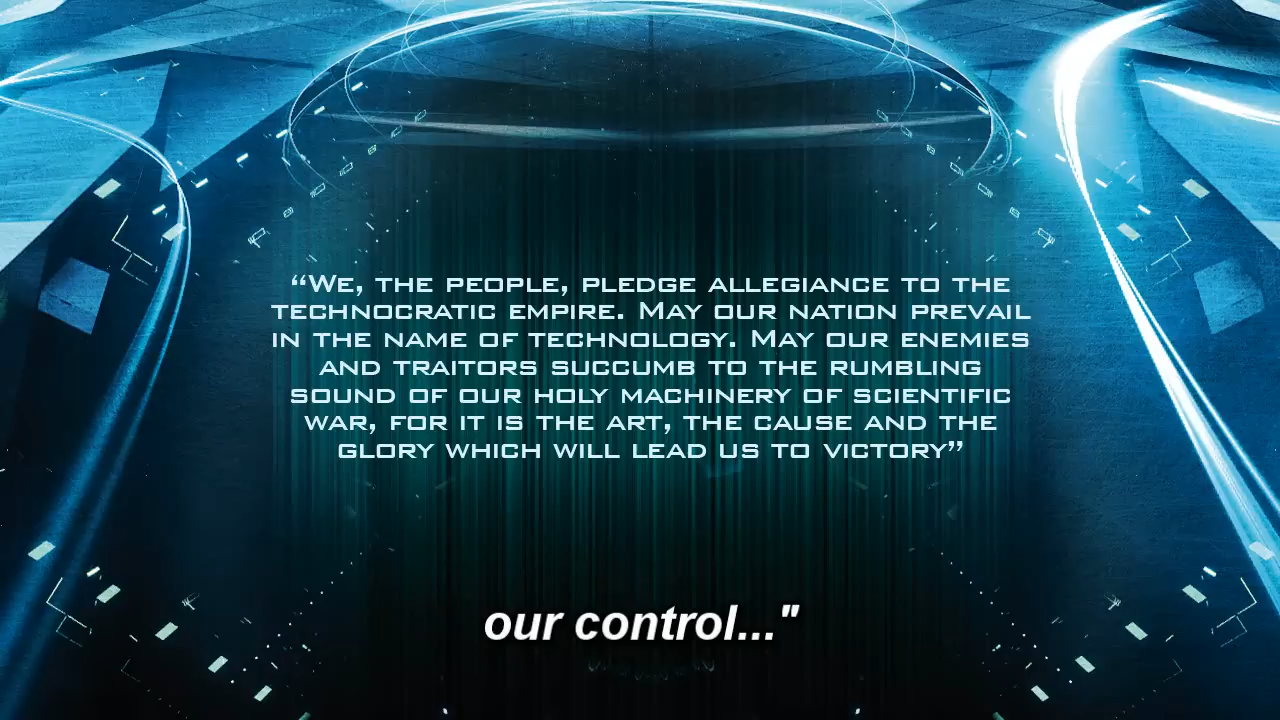 “We, the people, pledge allegiance to the
technocratic empire. May our nation prevail
in the name of technology. May our enemies
and traitors succumb to the rumbling
sound of our holy machinery of scientific
war, for it is the art, the cause and the
glory which will lead us to victory”
our control..."